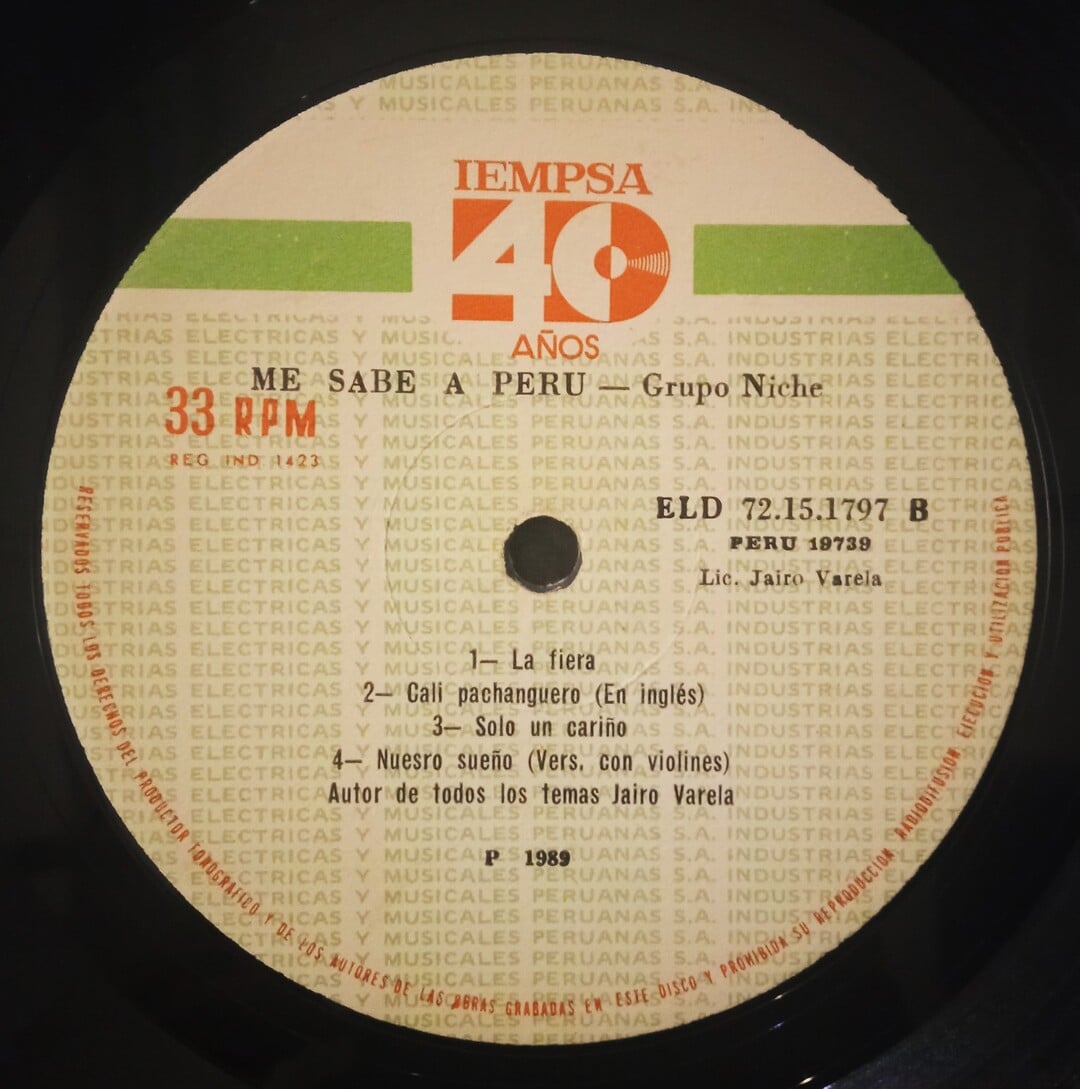 IEMPSA
40
AÑOS
ME SABE A PERU — Grupo Niche
33 RPM
REG IND 1423
ELD 72.15.1797 B
PERU 19739
Lic. Jairo Varela
1— La fiera
2— Cali pachanguero (En inglés)
3— Solo un cariño
4— Nuesro sueño (Vers. con violines)
Autor de todos los temas Jairo Varela
P 1989
RESERVADOS TODOS LOS DERECHOS DEL PRODUCTOR FONOGRAFICO Y DE LOS AUTORES DE LAS OBRAS GRABADAS EN ESTE DISCO Y PROHIBIDA SU REPRODUCCION RADIODIFUSION EJECUCION Y UTILIZACION PUBLICA
INDUSTRIAS ELECTRICAS Y MUSICALES PERUANAS S.A.